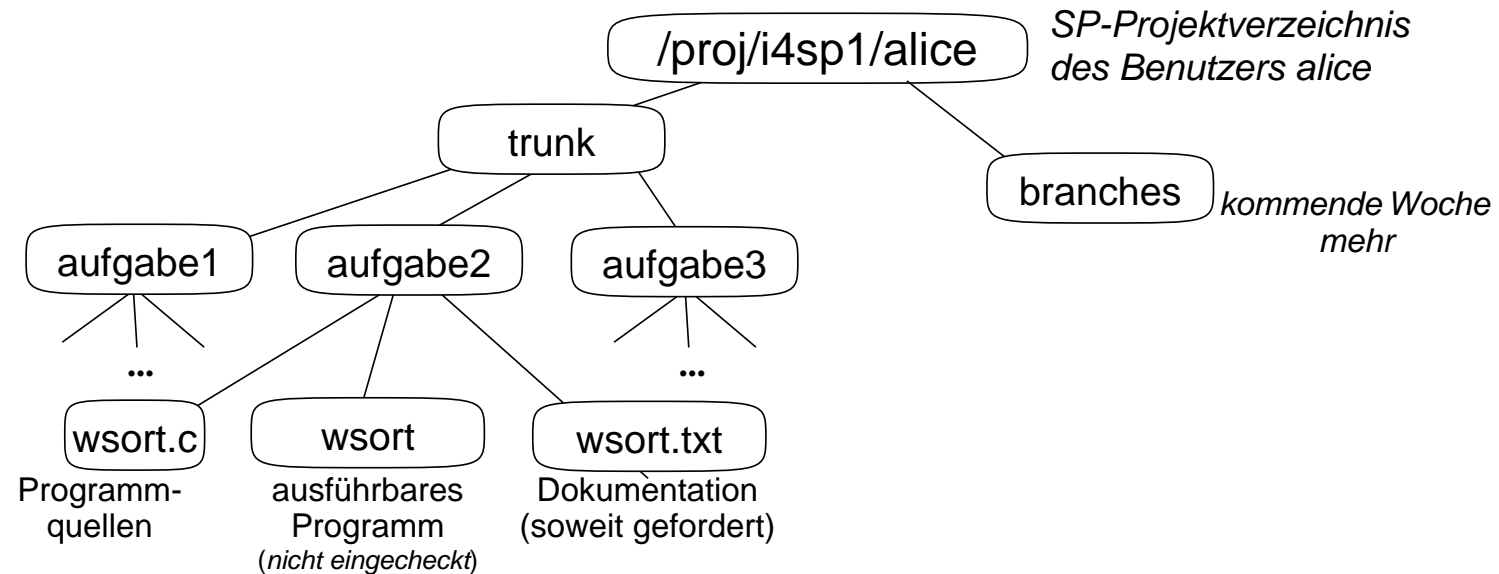 /proj/i4sp1/alice
SP-Projektverzeichnis
des Benutzers alice
trunk
branches
kommende Woche
mehr
aufgabe1
aufgabe2
aufgabe3
...
...
wsort.c
wsort
wsort.txt
Programm-
quellen
ausführbares
Programm
(nicht eingecheckt)
Dokumentation
(soweit gefordert)